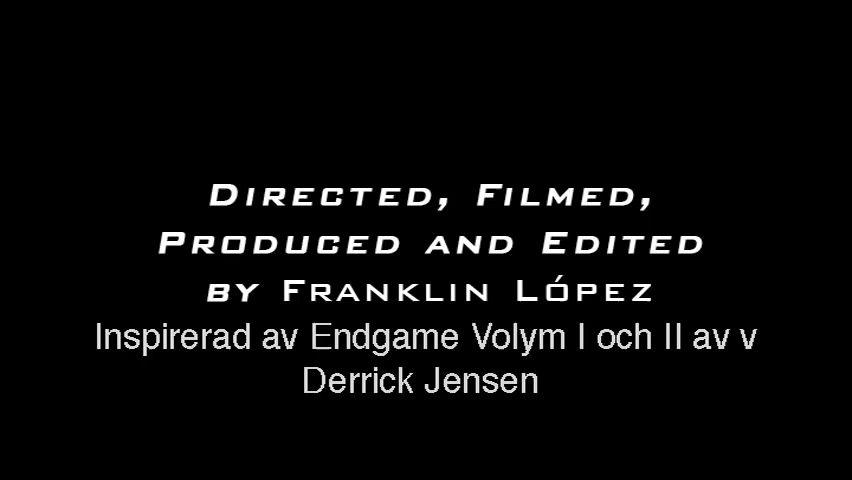 Directed, Filmed,
Produced and Edited
by Franklin López
Inspirerad av Endgame Volym I och II av v
Derrick Jensen